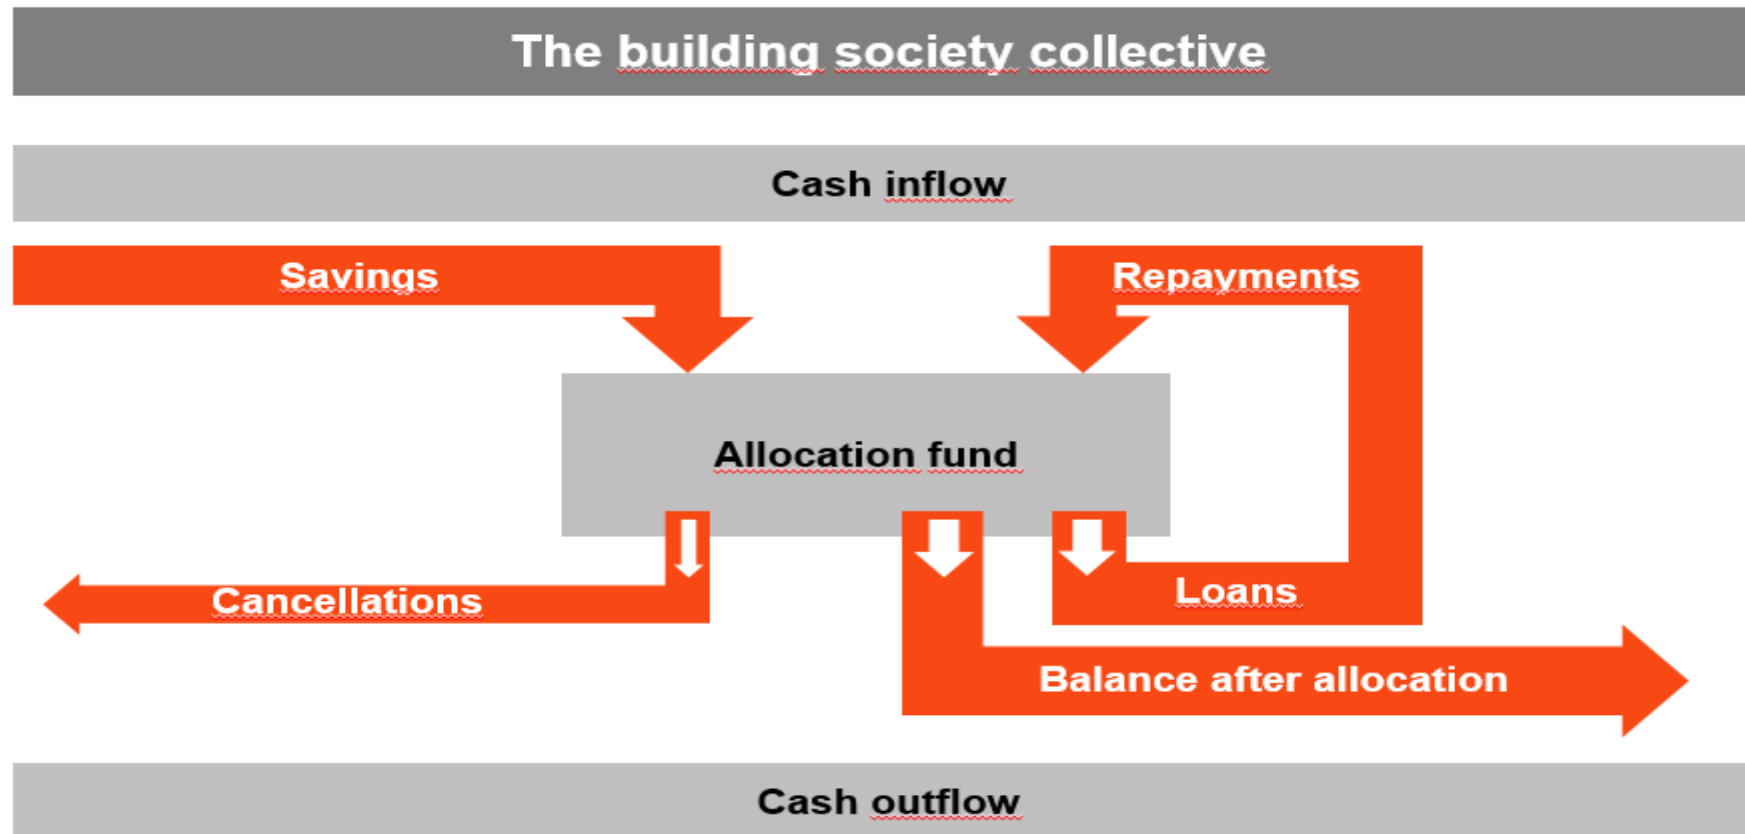 The building society collective
Cash inflow
Savings
Repayments
Allocation fund
Cancellations
Loans
Balance after allocation
Cash outflow